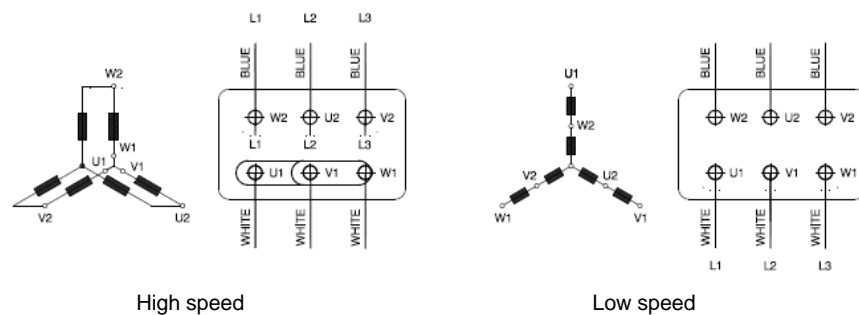 L1 L2 L3
BLUE BLUE BLUE
W2 U2 V2
L1 L2 L3
U1 V1 W1
WHITE WHITE WHITE
W2
W1
U1 V1
V2 U2
High speed
U1
W2
V2 U2
W1 V1
BLUE BLUE BLUE
W2 U2 V2
U1 V1 W1
WHITE WHITE WHITE
L1 L2 L3
Low speed